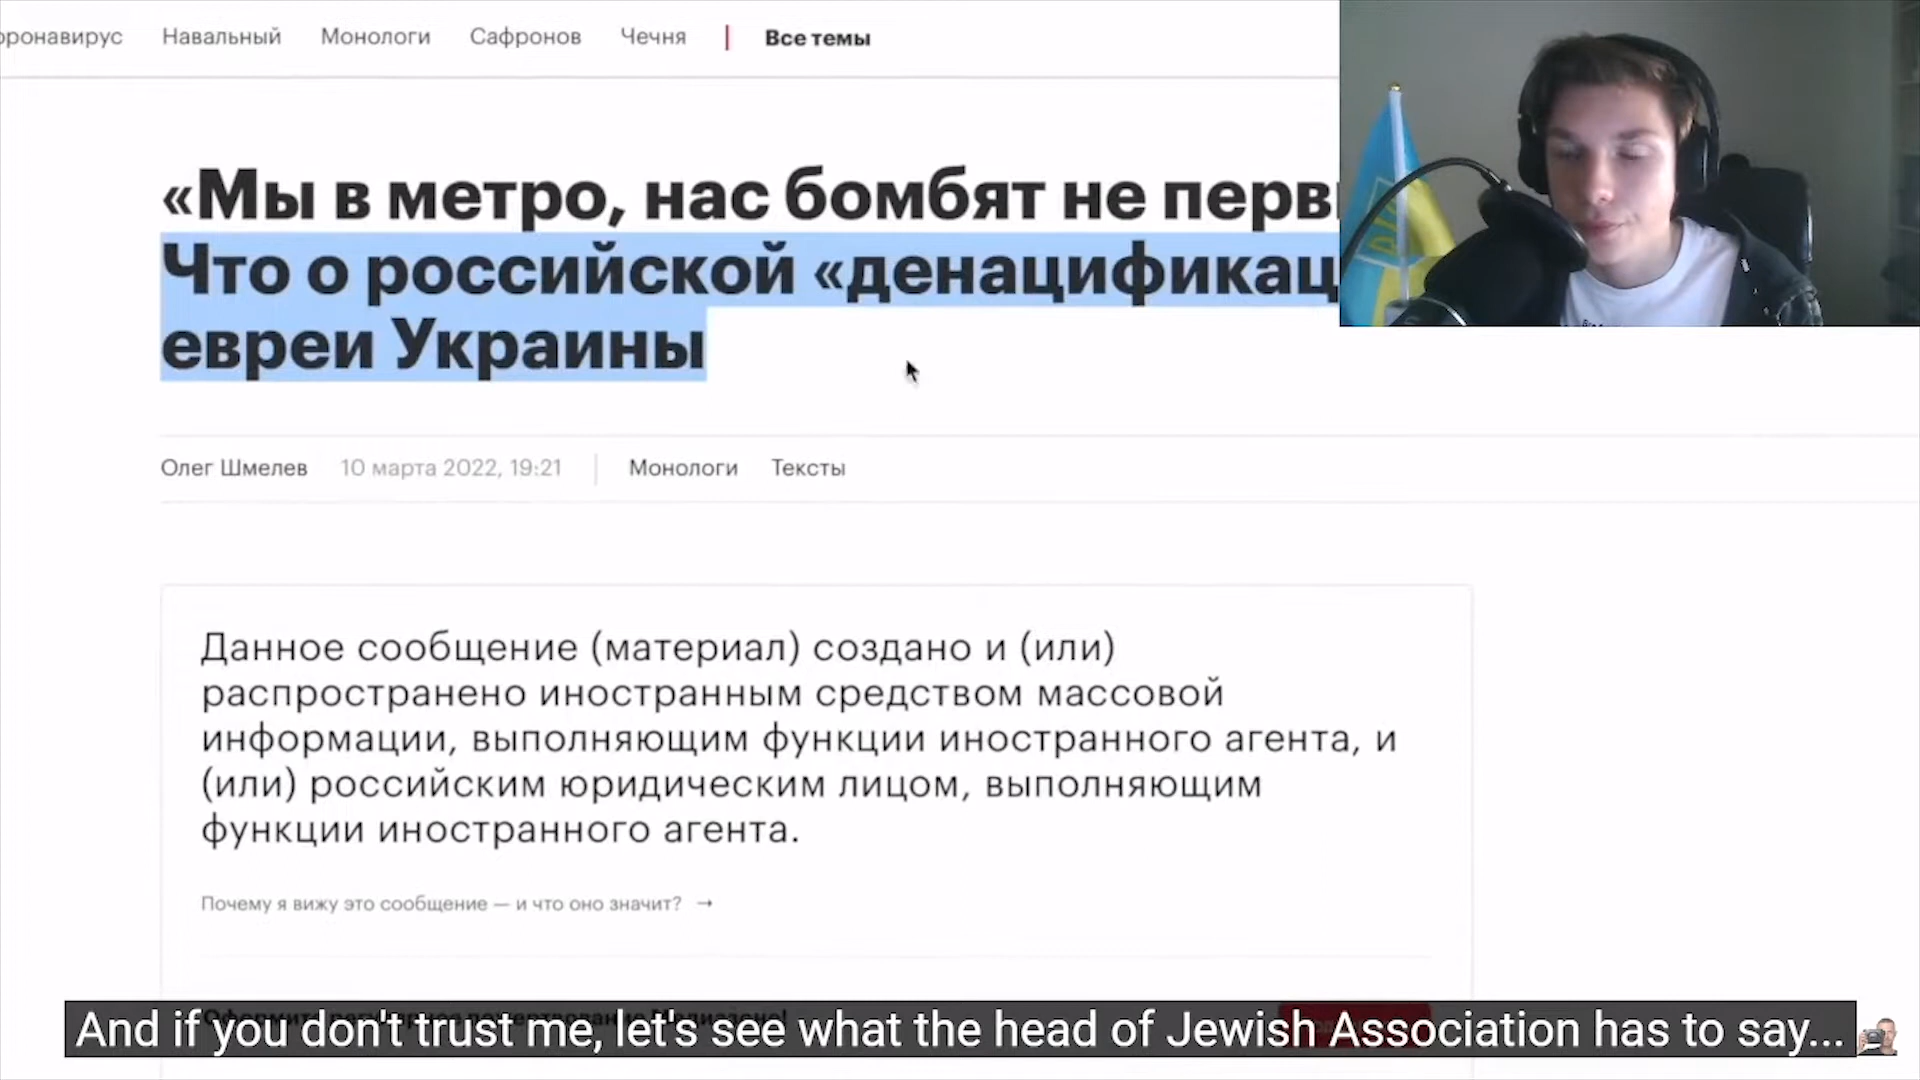 Навальный Монологи Сафронов Чечня | Все темы
«Мы в метро, нас бомбят не
Что о российской
евреи Украины
Олег Шмелев 10 марта 2022, 19:21 Монологи Тексты
Данное сообщение (материал) создано и (или)
распространено иностранным средством массовой
информации, выполняющим функции иностранного агента, и
(или) российским юридическим лицом, выполняющим
функции иностранного агента.
Почему я вижу это сообщение — и что оно значит? →
And if you don't trust me, let's see what the head of Jewish Association has to say...